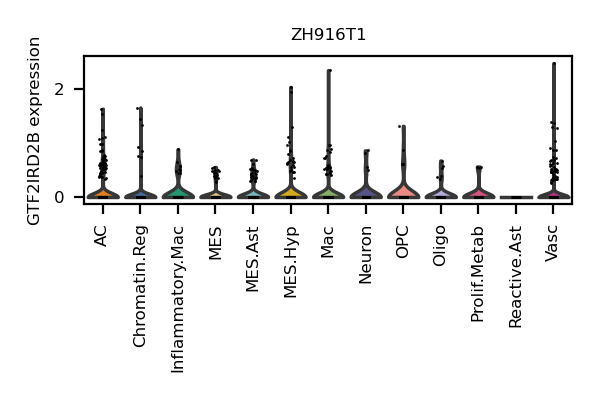 ZH916T1
GTF2IRD2B expression
2
0
AC
Chromatin.Reg
Inflammatory.Mac
MES
MES.Ast
MES.Hyp
Mac
Neuron
OPC
Oligo
Prolif.Metab
Reactive.Ast
Vasc